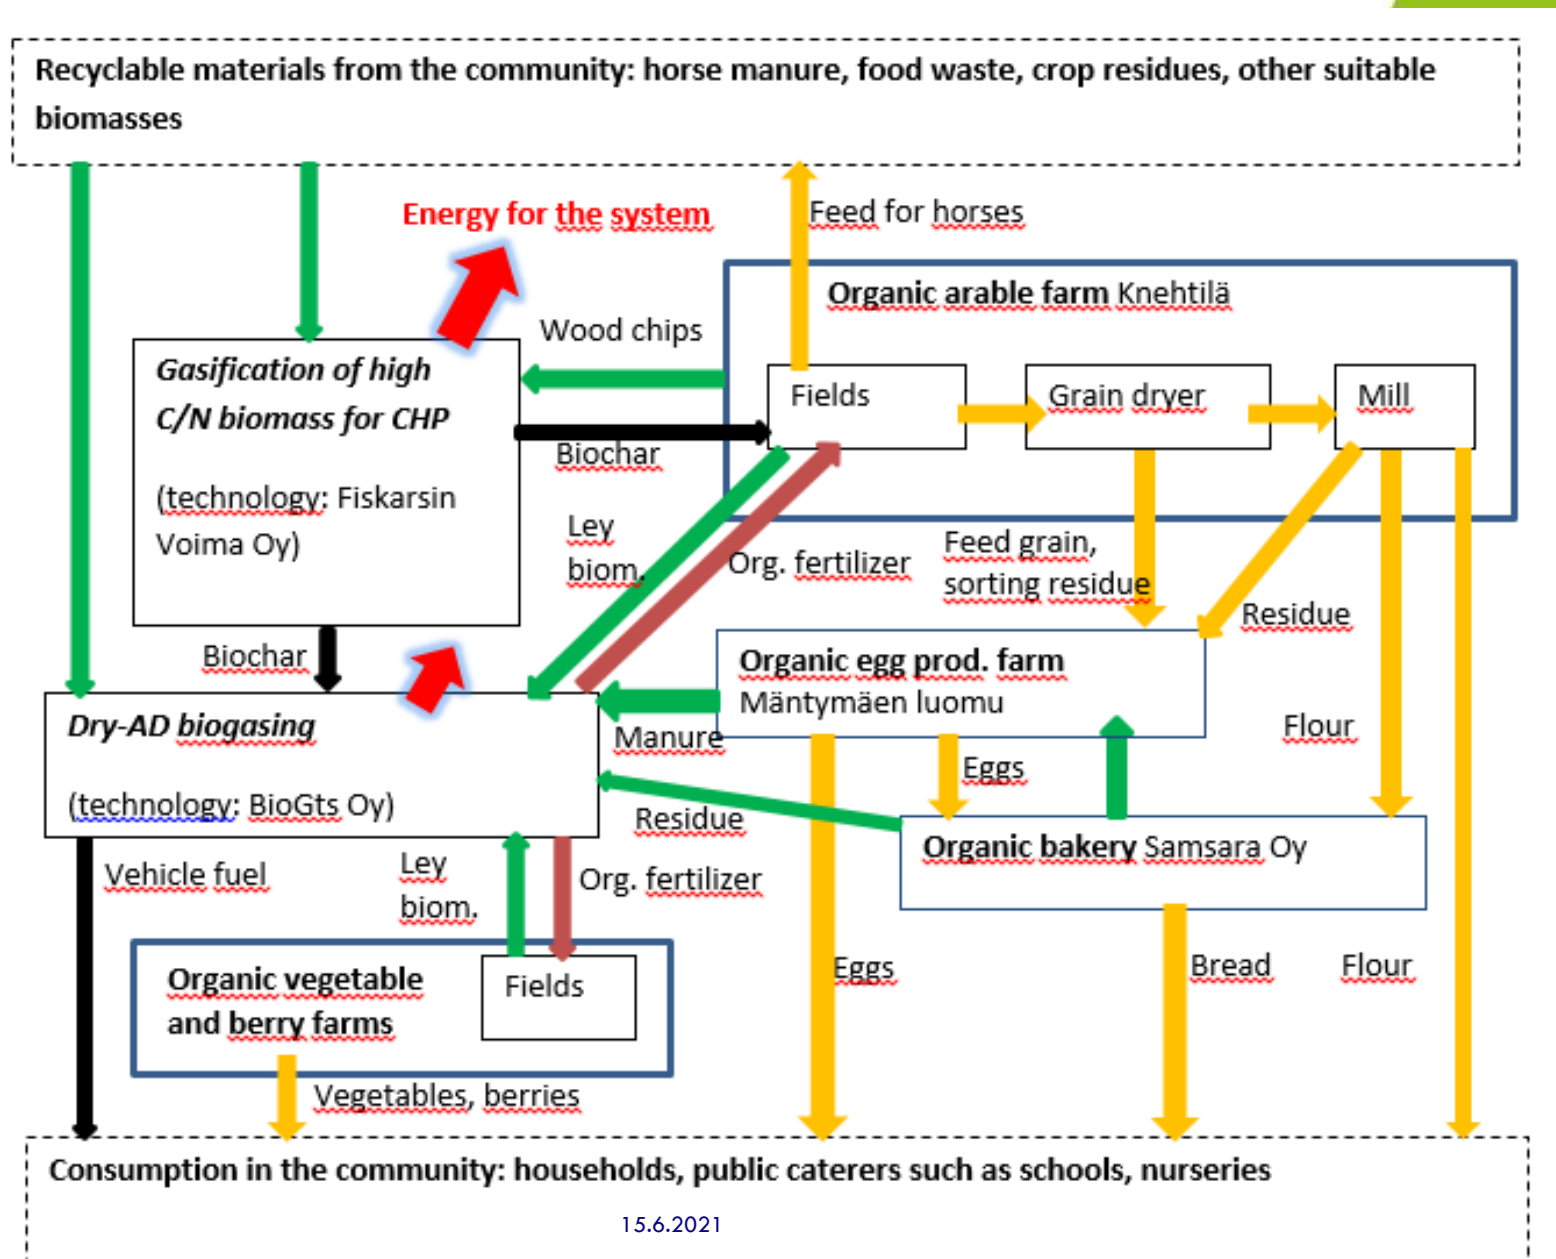 Recyclable materials from the community: horse manure, food waste, crop residues, other suitable
biomasses
Energy for the system
Feed for horses
Organic arable farm Knehtilä
Wood chips
Gasification of high
C/N biomass for CHP
(technology: Fiskarsin
Voima Oy)
Fields
Grain dryer
Mill
Biochar
Ley
biom.
Org. fertilizer
Feed grain,
sorting residue
Residue
Biochar
Organic egg prod. farm
Mäntymäen luomu
Dry-AD biogasing
(technology: BioGts Oy)
Manure
Flour
Eggs
Residue
Organic bakery Samsara Oy
Vehicle fuel
Ley
biom.
Org. fertilizer
Organic vegetable
and berry farms
Fields
Eggs
Bread
Flour
Vegetables, berries
Consumption in the community: households, public caterers such as schools, nurseries
15.6.2021